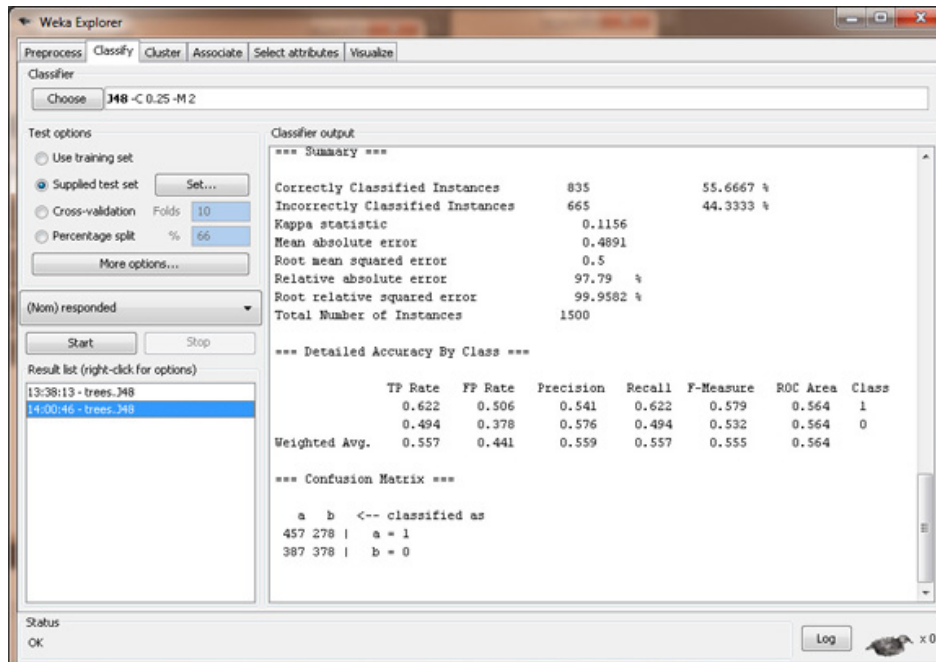 Weka Explorer
Preprocess Classify Cluster Associate Select attributes Visualize
Classifier
Choose J48 -C 0.25 -M 2
Test options
Use training set
Supplied test set Set...
Cross-validation Folds 10
Percentage split % 66
More options...
(Nom) responded
Start Stop
Result list (right-click for options)
13:38:13 - trees.J48
14:00:46 - trees.J48
Classifier output
=== Summary ===
Correctly Classified Instances 835 55.6667 %
Incorrectly Classified Instances 665 44.3333 %
Kappa statistic 0.1156
Mean absolute error 0.4891
Root mean squared error 0.5
Relative absolute error 97.79 %
Root relative squared error 99.9582 %
Total Number of Instances 1500
=== Detailed Accuracy By Class ===
TP Rate FP Rate Precision Recall F-Measure ROC Area Class
0.622 0.506 0.541 0.622 0.579 0.564 1
0.494 0.378 0.576 0.494 0.532 0.564 0
Weighted Avg. 0.557 0.441 0.559 0.557 0.555 0.564
=== Confusion Matrix ===
a b <-- classified as
457 278 | a = 1
387 378 | b = 0
Status
OK
Log
x 0